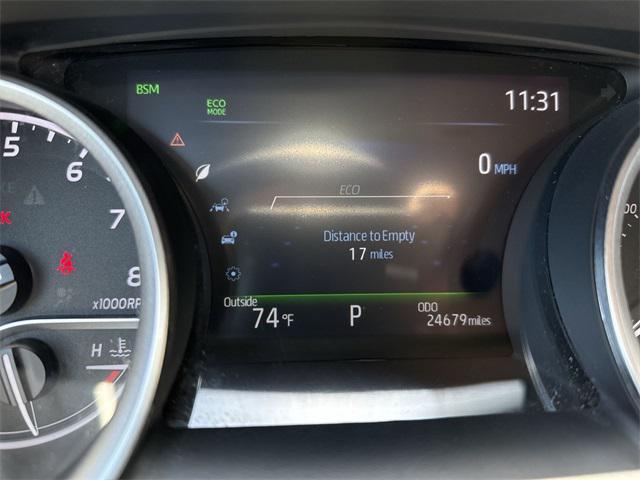 BSM
ECO
MODE
11:31
0 MPH
ECO
Distance to Empty
17 miles
Outside
74 °F
P
ODO
24679 miles
5
6
7
8
x1000RP
H